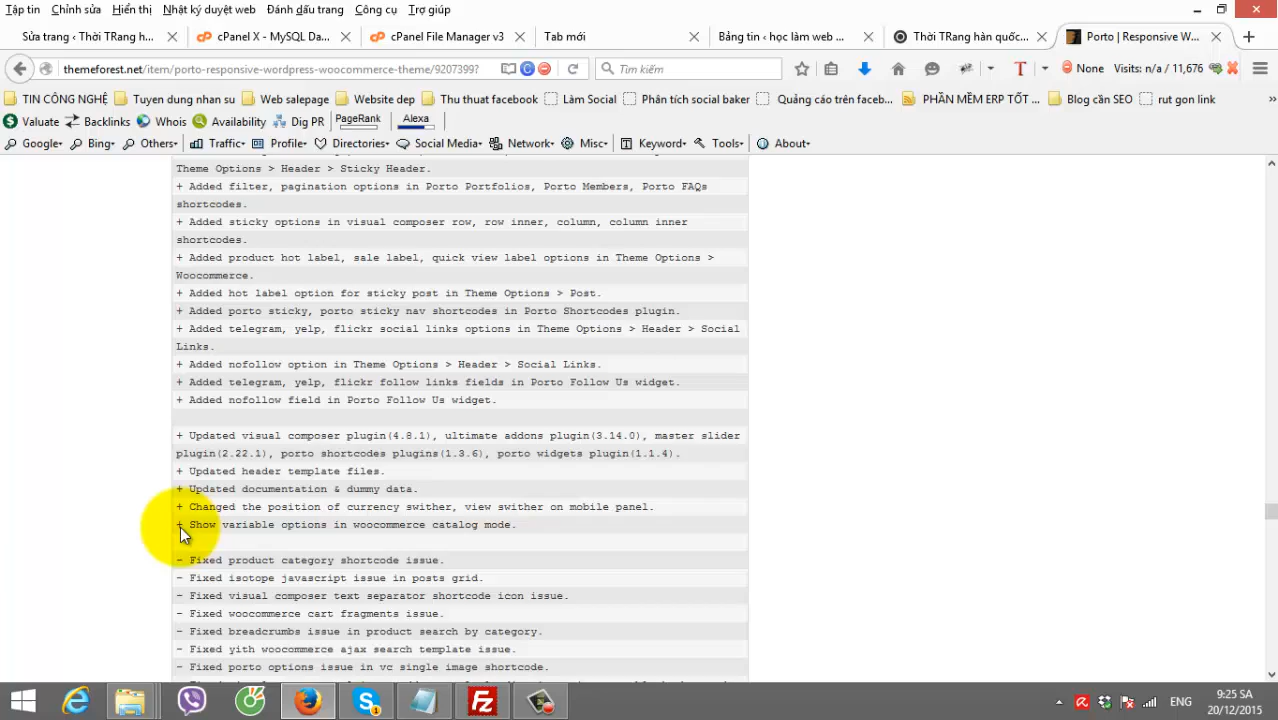 Tập tin Chỉnh sửa Hiển thị Nhật ký duyệt web Đánh dấu trang Công cụ Trợ giúp
Sửa trang ‹ Thời TRang h... cPanel X - MySQL Da... cPanel File Manager v3 Tab mới Bảng tin ‹ học làm web ... Thời TRang hàn quốc... Porto | Responsive W...
themeforest.net/item/porto-responsive-wordpress-woocommerce-theme/9207399? Tìm kiếm None Visits: n/a / 11,676
TIN CÔNG NGHỆ Tuyen dung nhan su Web salepage Website dep Thu thuat facebook Làm Social Phân tích social baker Quảng cáo trên faceb... PHẦN MỀM ERP TỐT ... Blog cần SEO rut gon link
Valuate Backlinks Whois Availability Dig PR PageRank Alexa
Google Bing Others Traffic Profile Directories Social Media Network Misc Keyword Tools About
Theme Options > Header > Sticky Header.
+ Added filter, pagination options in Porto Portfolios, Porto Members, Porto FAQs
shortcodes.
+ Added sticky options in visual composer row, row inner, column, column inner
shortcodes.
+ Added product hot label, sale label, quick view label options in Theme Options >
Woocommerce.
+ Added hot label option for sticky post in Theme Options > Post.
+ Added porto sticky, porto sticky nav shortcodes in Porto Shortcodes plugin.
+ Added telegram, yelp, flickr social links options in Theme Options > Header > Social
Links.
+ Added nofollow option in Theme Options > Header > Social Links.
+ Added telegram, yelp, flickr follow links fields in Porto Follow Us widget.
+ Added nofollow field in Porto Follow Us widget.
+ Updated visual composer plugin(4.8.1), ultimate addons plugin(3.14.0), master slider
plugin(2.22.1), porto shortcodes plugins(1.3.6), porto widgets plugin(1.1.4).
+ Updated header template files.
+ Updated documentation & dummy data.
+ Changed the position of currency swither, view swither on mobile panel.
+ Show variable options in woocommerce catalog mode.
- Fixed product category shortcode issue.
- Fixed isotope javascript issue in posts grid.
- Fixed visual composer text separator shortcode icon issue.
- Fixed woocommerce cart fragments issue.
- Fixed breadcrumbs issue in product search by category.
- Fixed yith woocommerce ajax search template issue.
- Fixed porto options issue in vc single image shortcode.
ENG 9:25 SA
20/12/2015